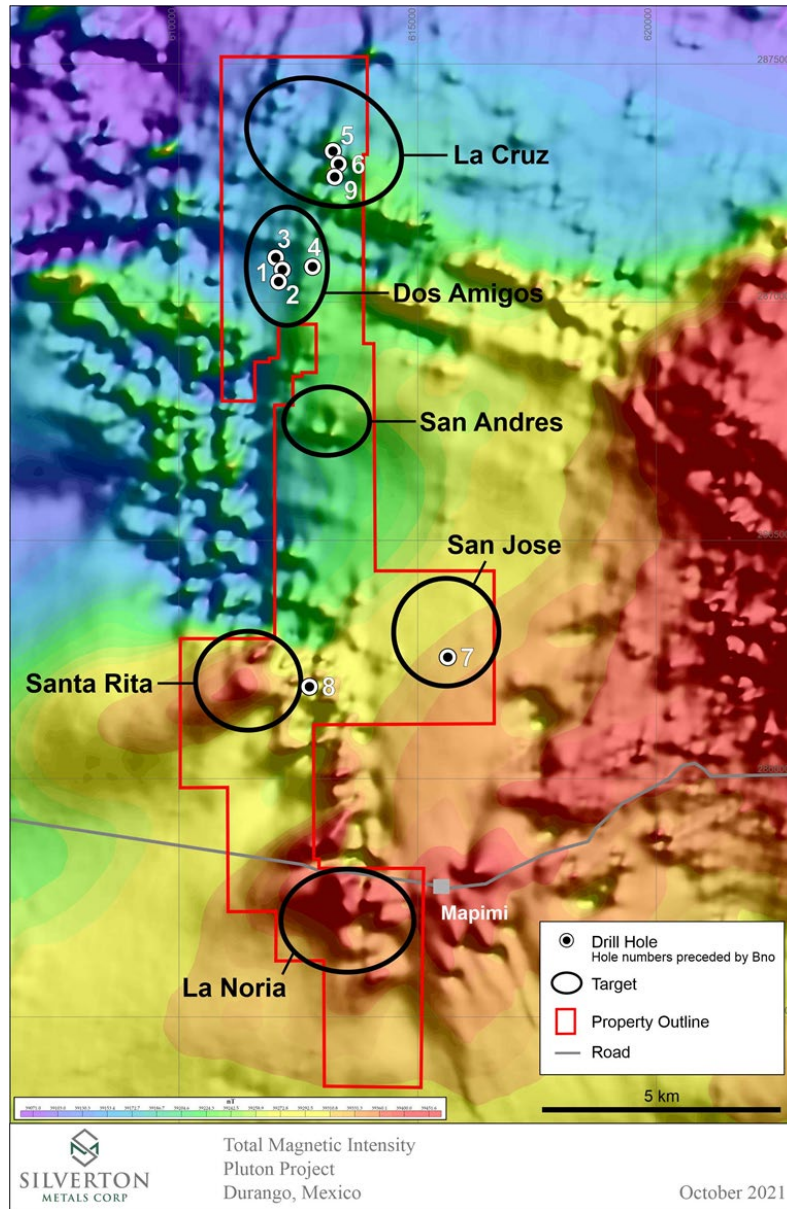 610000
615000
620000
287500
5
6
La Cruz
9
3
4
1
2
Dos Amigos
San Andres
San Jose
Santa Rita
7
8
Mapimi
La Noria
Drill Hole
Hole numbers preceded by Bno
Target
Property Outline
Road
5 km
nT
SILVERTON
METALS CORP
Total Magnetic Intensity
Pluton Project
Durango, Mexico
October 2021